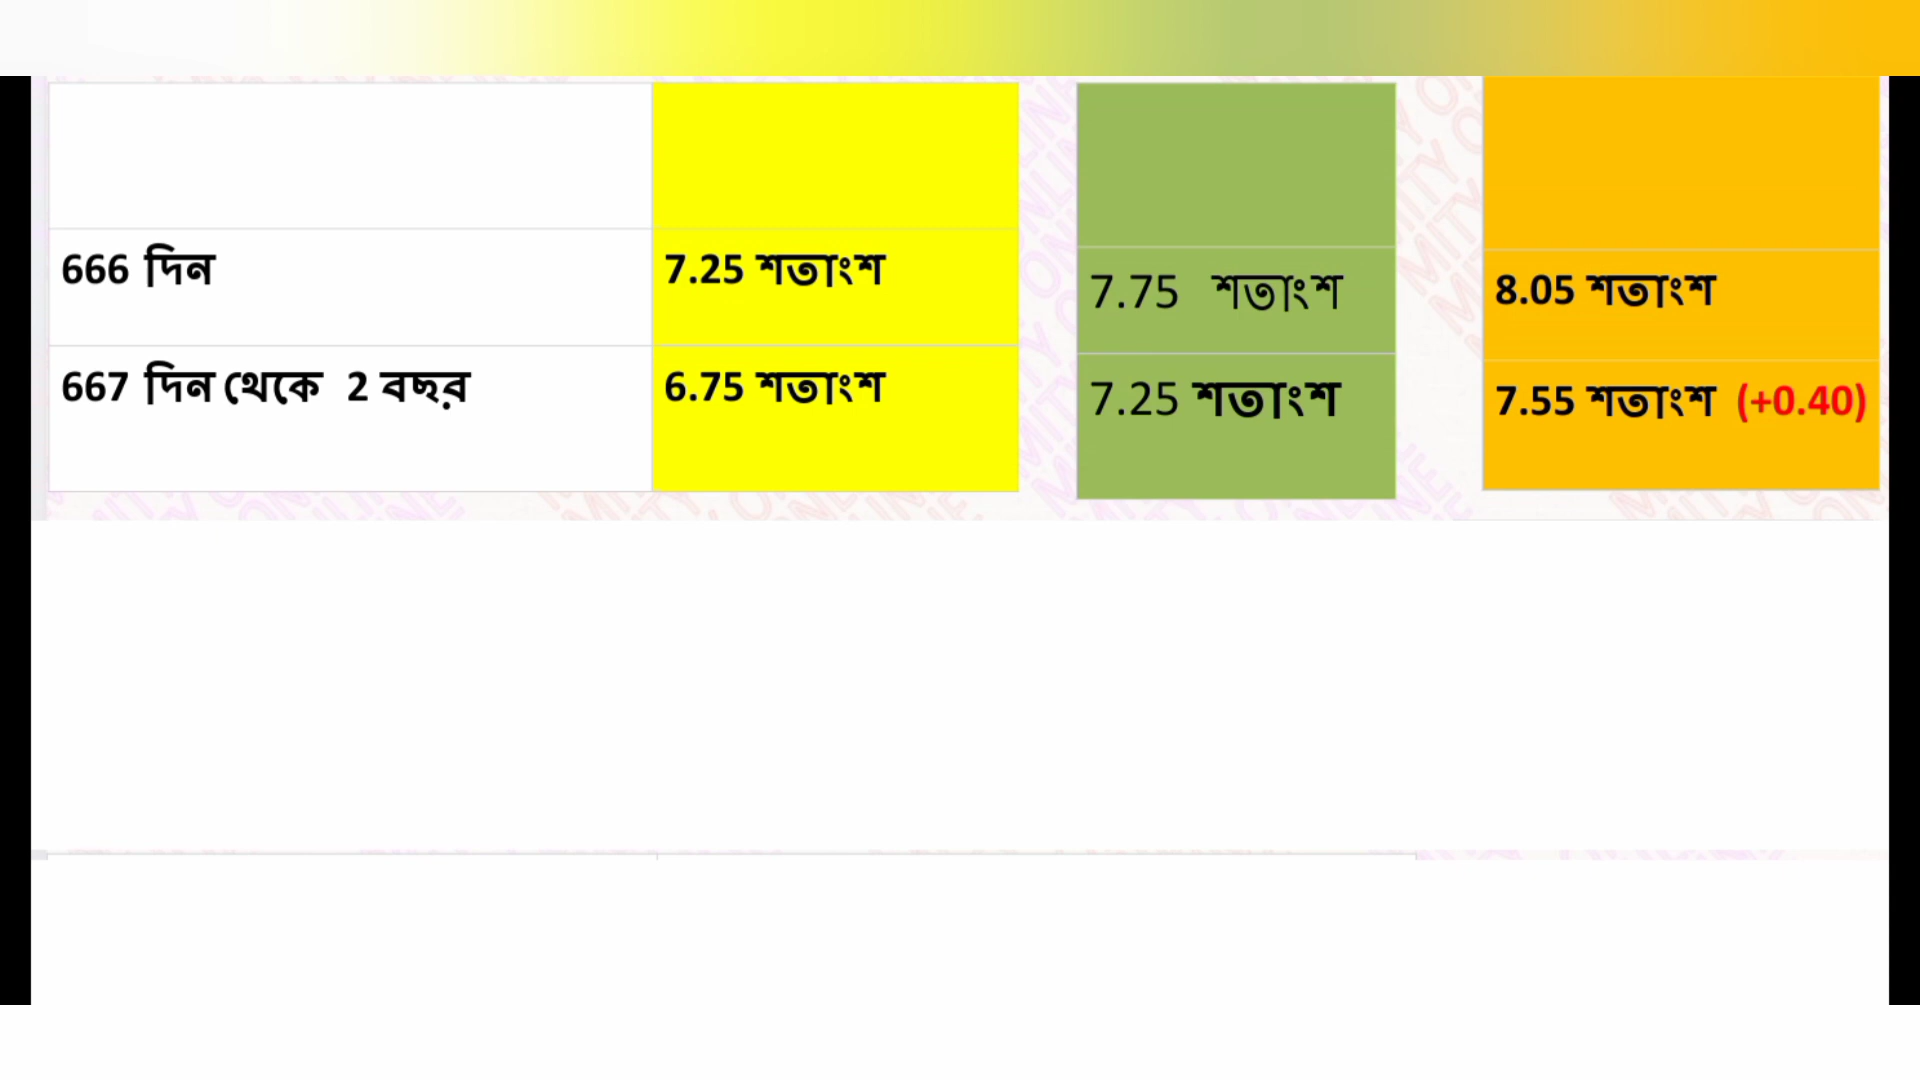 666 দিন 7.25 শতাংশ 7.75 শতাংশ 8.05 শতাংশ
667 দিন থেকে 2 বছর 6.75 শতাংশ 7.25 শতাংশ 7.55 শতাংশ (+0.40)